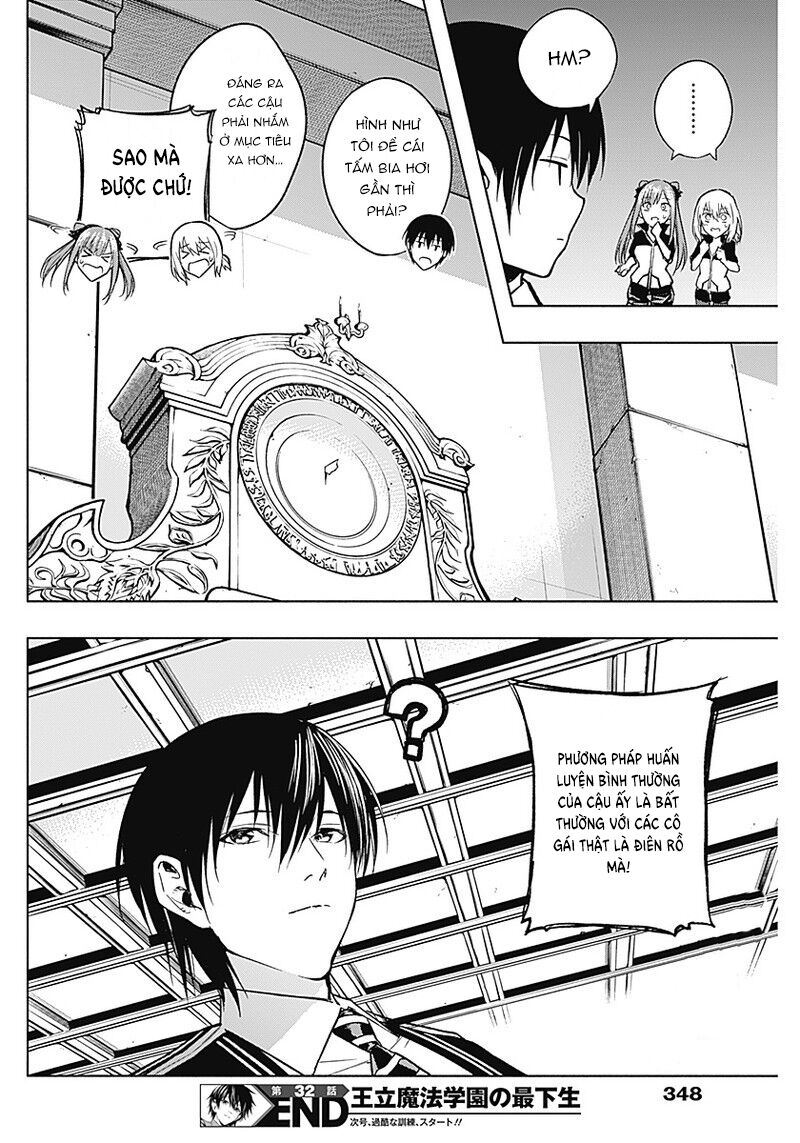 .........
HM?
HÌNH NHƯ
TÔI ĐỂ CÁI
TẤM BIA HƠI
GẦN THÌ
PHẢI?
ĐÁNG RA
CÁC CẬU
PHẢI NHẮM
Ở MỤC TIÊU
XA HƠN...
SAO MÀ
ĐƯỢC CHỨ!
?
PHƯƠNG PHÁP HUẤN
LUYỆN BÌNH THƯỜNG
CỦA CẬU ẤY LÀ BẤT
THƯỜNG VỚI CÁC CÔ
GÁI THẬT LÀ ĐIÊN RỒ
MÀ!
第32話
END
王立魔法学園の最下生
次号、過酷な訓練、スタート!!
348